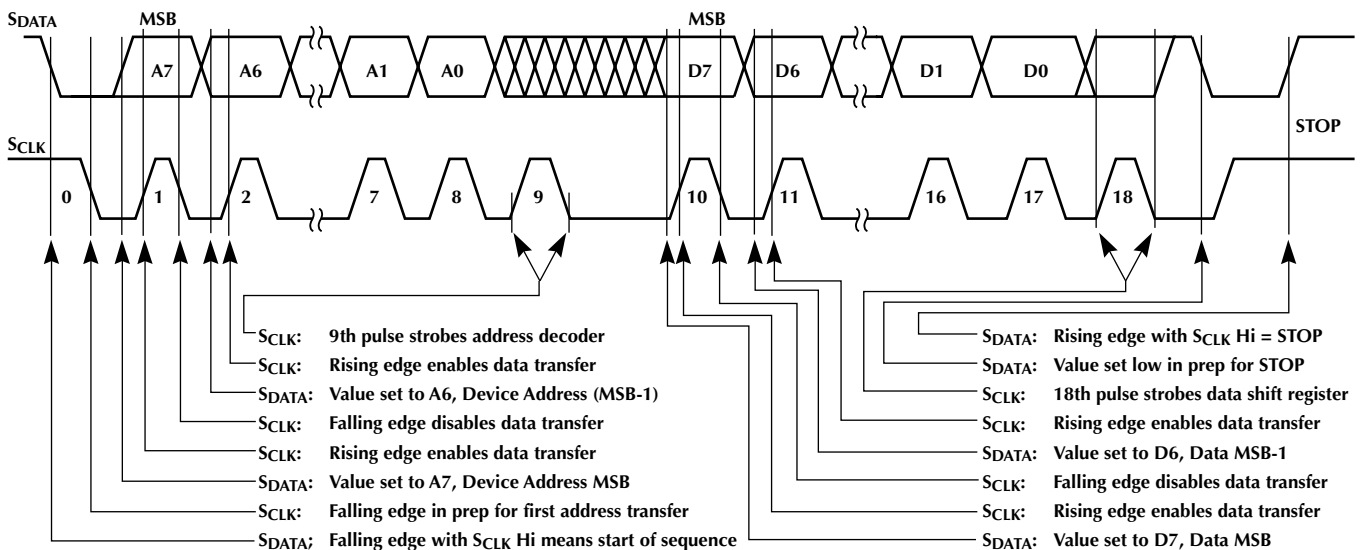 SDATA MSB MSB
A7 A6 A1 A0 D7 D6 D1 D0
STOP
SCLK
0 1 2 7 8 9 10 11 16 17 18
SCLK: 9th pulse strobes address decoder
SCLK: Rising edge enables data transfer
SDATA: Value set to A6, Device Address (MSB-1)
SCLK: Falling edge disables data transfer
SCLK: Rising edge enables data transfer
SDATA: Value set to A7, Device Address MSB
SCLK: Falling edge in prep for first address transfer
SDATA; Falling edge with SCLK Hi means start of sequence
SDATA: Rising edge with SCLK Hi = STOP
SDATA: Value set low in prep for STOP
SCLK: 18th pulse strobes data shift register
SCLK: Rising edge enables data transfer
SDATA: Value set to D6, Data MSB-1
SCLK: Falling edge disables data transfer
SCLK: Rising edge enables data transfer
SDATA: Value set to D7, Data MSB